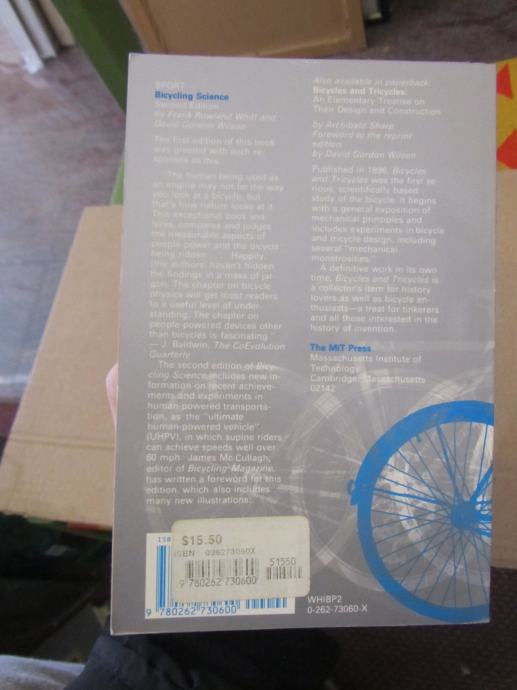 SPORT
Bicycling Science
Second Edition
by Frank Rowland Whitt and
David Gordon Wilson
The first edition of this book
was greeted with such re-
sponses as this:
"The human being used as
an engine may not be the way
you look at a bicycle, but
that's how nature looks at it.
This exceptional book ana-
lyses, compares and judges
the measurable aspects of
people power and the bicycle
being ridden . . . Happily,
(the authors) haven't hidden
the findings in a mass of jar-
gon. The chapter on bicycle
physics will get most readers
to a useful level of under-
standing. The chapter on
people-powered devices other
than bicycles is fascinating."
— J. Baldwin, The CoEvolution
Quarterly
The second edition of Bicy-
cling Science includes new in-
formation on recent achieve-
ments and experiments in
human-powered transporta-
tion, as the "ultimate
human-powered vehicle"
(UHPV), in which supine riders
can achieve speeds well over
60 mph. James McCullagh,
editor of Bicycling Magazine,
has written a foreword for this
edition, which also includes
many new illustrations.
Also available in paperback:
Bicycles and Tricycles:
An Elementary Treatise on
Their Design and Construction
by Archibald Sharp
Foreword to the reprint
edition
by David Gordon Wilson
Published in 1896, Bicycles
and Tricycles was the first se-
rious, scientifically based
study of the bicycle. It begins
with a general exposition of
mechanical principles and
includes experiments in bicycle
and tricycle design, including
several "mechanical
monstrosities."
A definitive work in its own
time, Bicycles and Tricycles is
a collector's item for history
lovers as well as bicycle en-
thusiasts—a treat for tinkerers
and all those interested in the
history of invention.
The MIT Press
Massachusetts Institute of
Technology
Cambridge, Massachusetts
02142
$15.50
ISBN 026273060X
51550
9 780262 730600
ISB
9 780262 730600
WHIBP2
0-262-73060-X